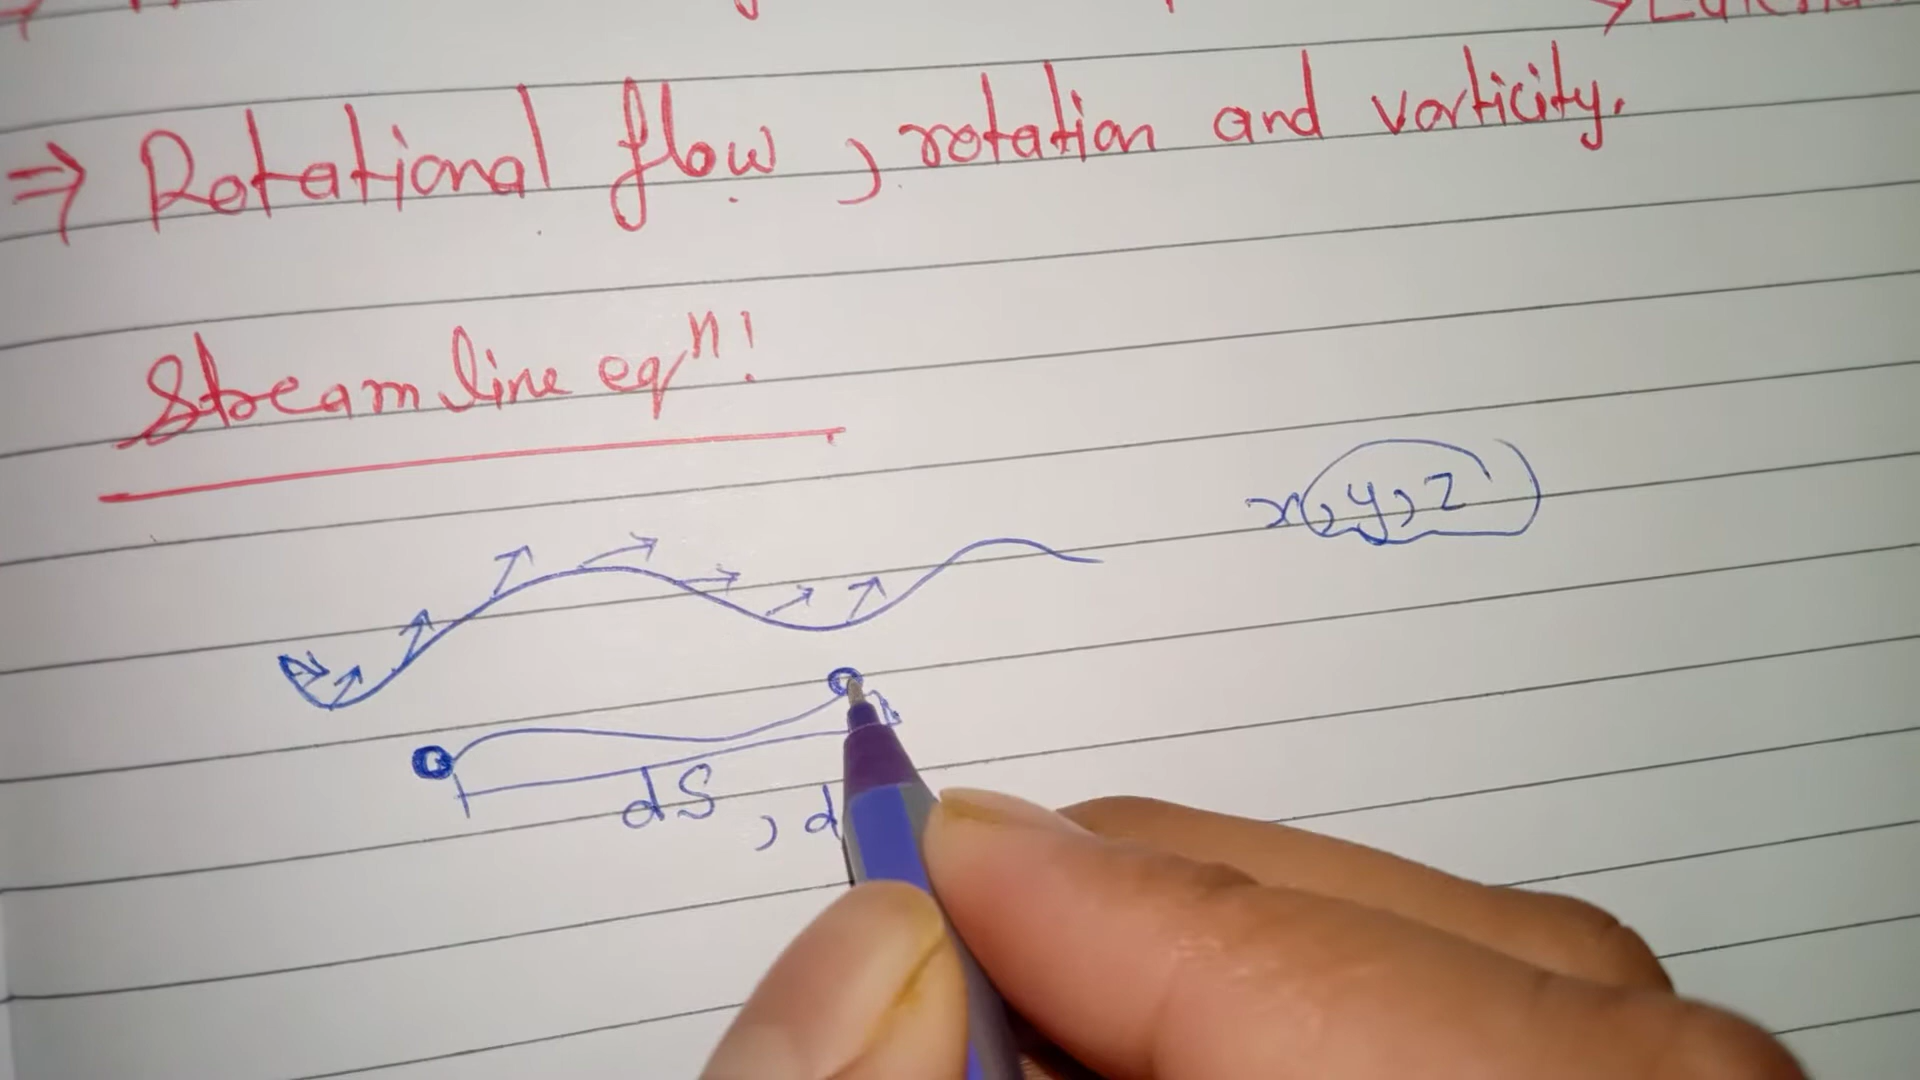 ⇒ Rotational flow, rotation and vorticity.
Stream line eqⁿ!
x, y, z
dS, d